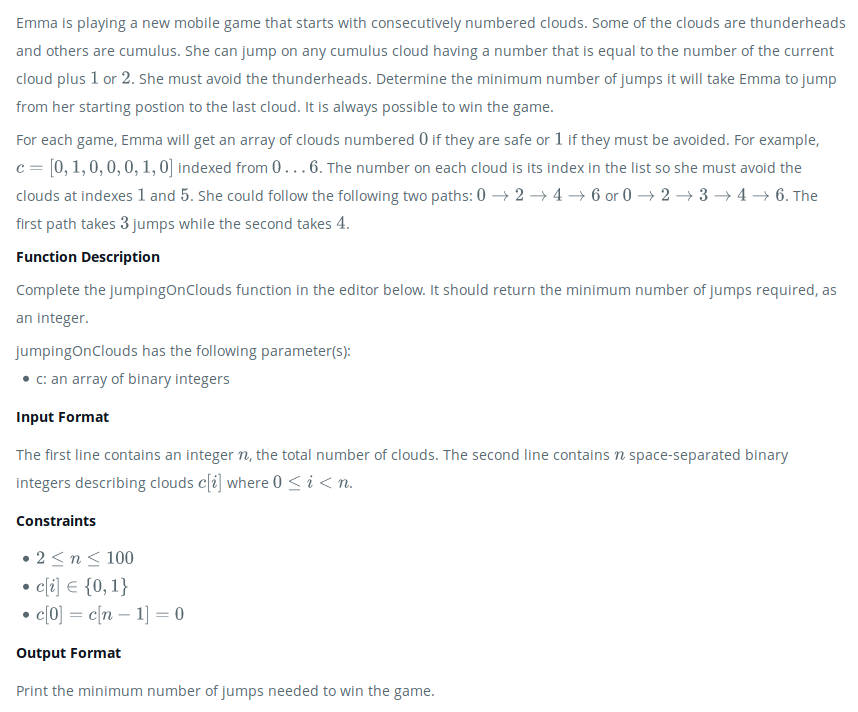 Emma is playing a new mobile game that starts with consecutively numbered clouds. Some of the clouds are thunderheads
and others are cumulus. She can jump on any cumulus cloud having a number that is equal to the number of the current
cloud plus 1 or 2. She must avoid the thunderheads. Determine the minimum number of jumps it will take Emma to jump
from her starting postion to the last cloud. It is always possible to win the game.
For each game, Emma will get an array of clouds numbered 0 if they are safe or 1 if they must be avoided. For example,
c = [0, 1, 0, 0, 0, 1, 0] indexed from 0 . . . 6. The number on each cloud is its index in the list so she must avoid the
clouds at indexes 1 and 5. She could follow the following two paths: 0 → 2 → 4 → 6 or 0 → 2 → 3 → 4 → 6. The
first path takes 3 jumps while the second takes 4.
Function Description
Complete the jumpingOnClouds function in the editor below. It should return the minimum number of jumps required, as
an integer.
jumpingOnClouds has the following parameter(s):
• c: an array of binary integers
Input Format
The first line contains an integer n, the total number of clouds. The second line contains n space-separated binary
integers describing clouds c[i] where 0 ≤ i < n.
Constraints
• 2 ≤ n ≤ 100
• c[i] ∈ {0, 1}
• c[0] = c[n − 1] = 0
Output Format
Print the minimum number of jumps needed to win the game.